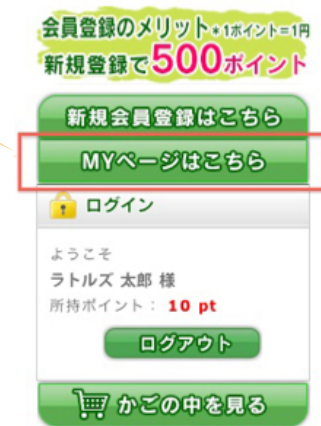 会員登録のメリット*1ポイント=1円
新規登録で500ポイント
新規会員登録はこちら
MYページはこちら
ログイン
ようこそ
ラトルズ 太郎 様
所持ポイント： 10 pt
ログアウト
かごの中を見る